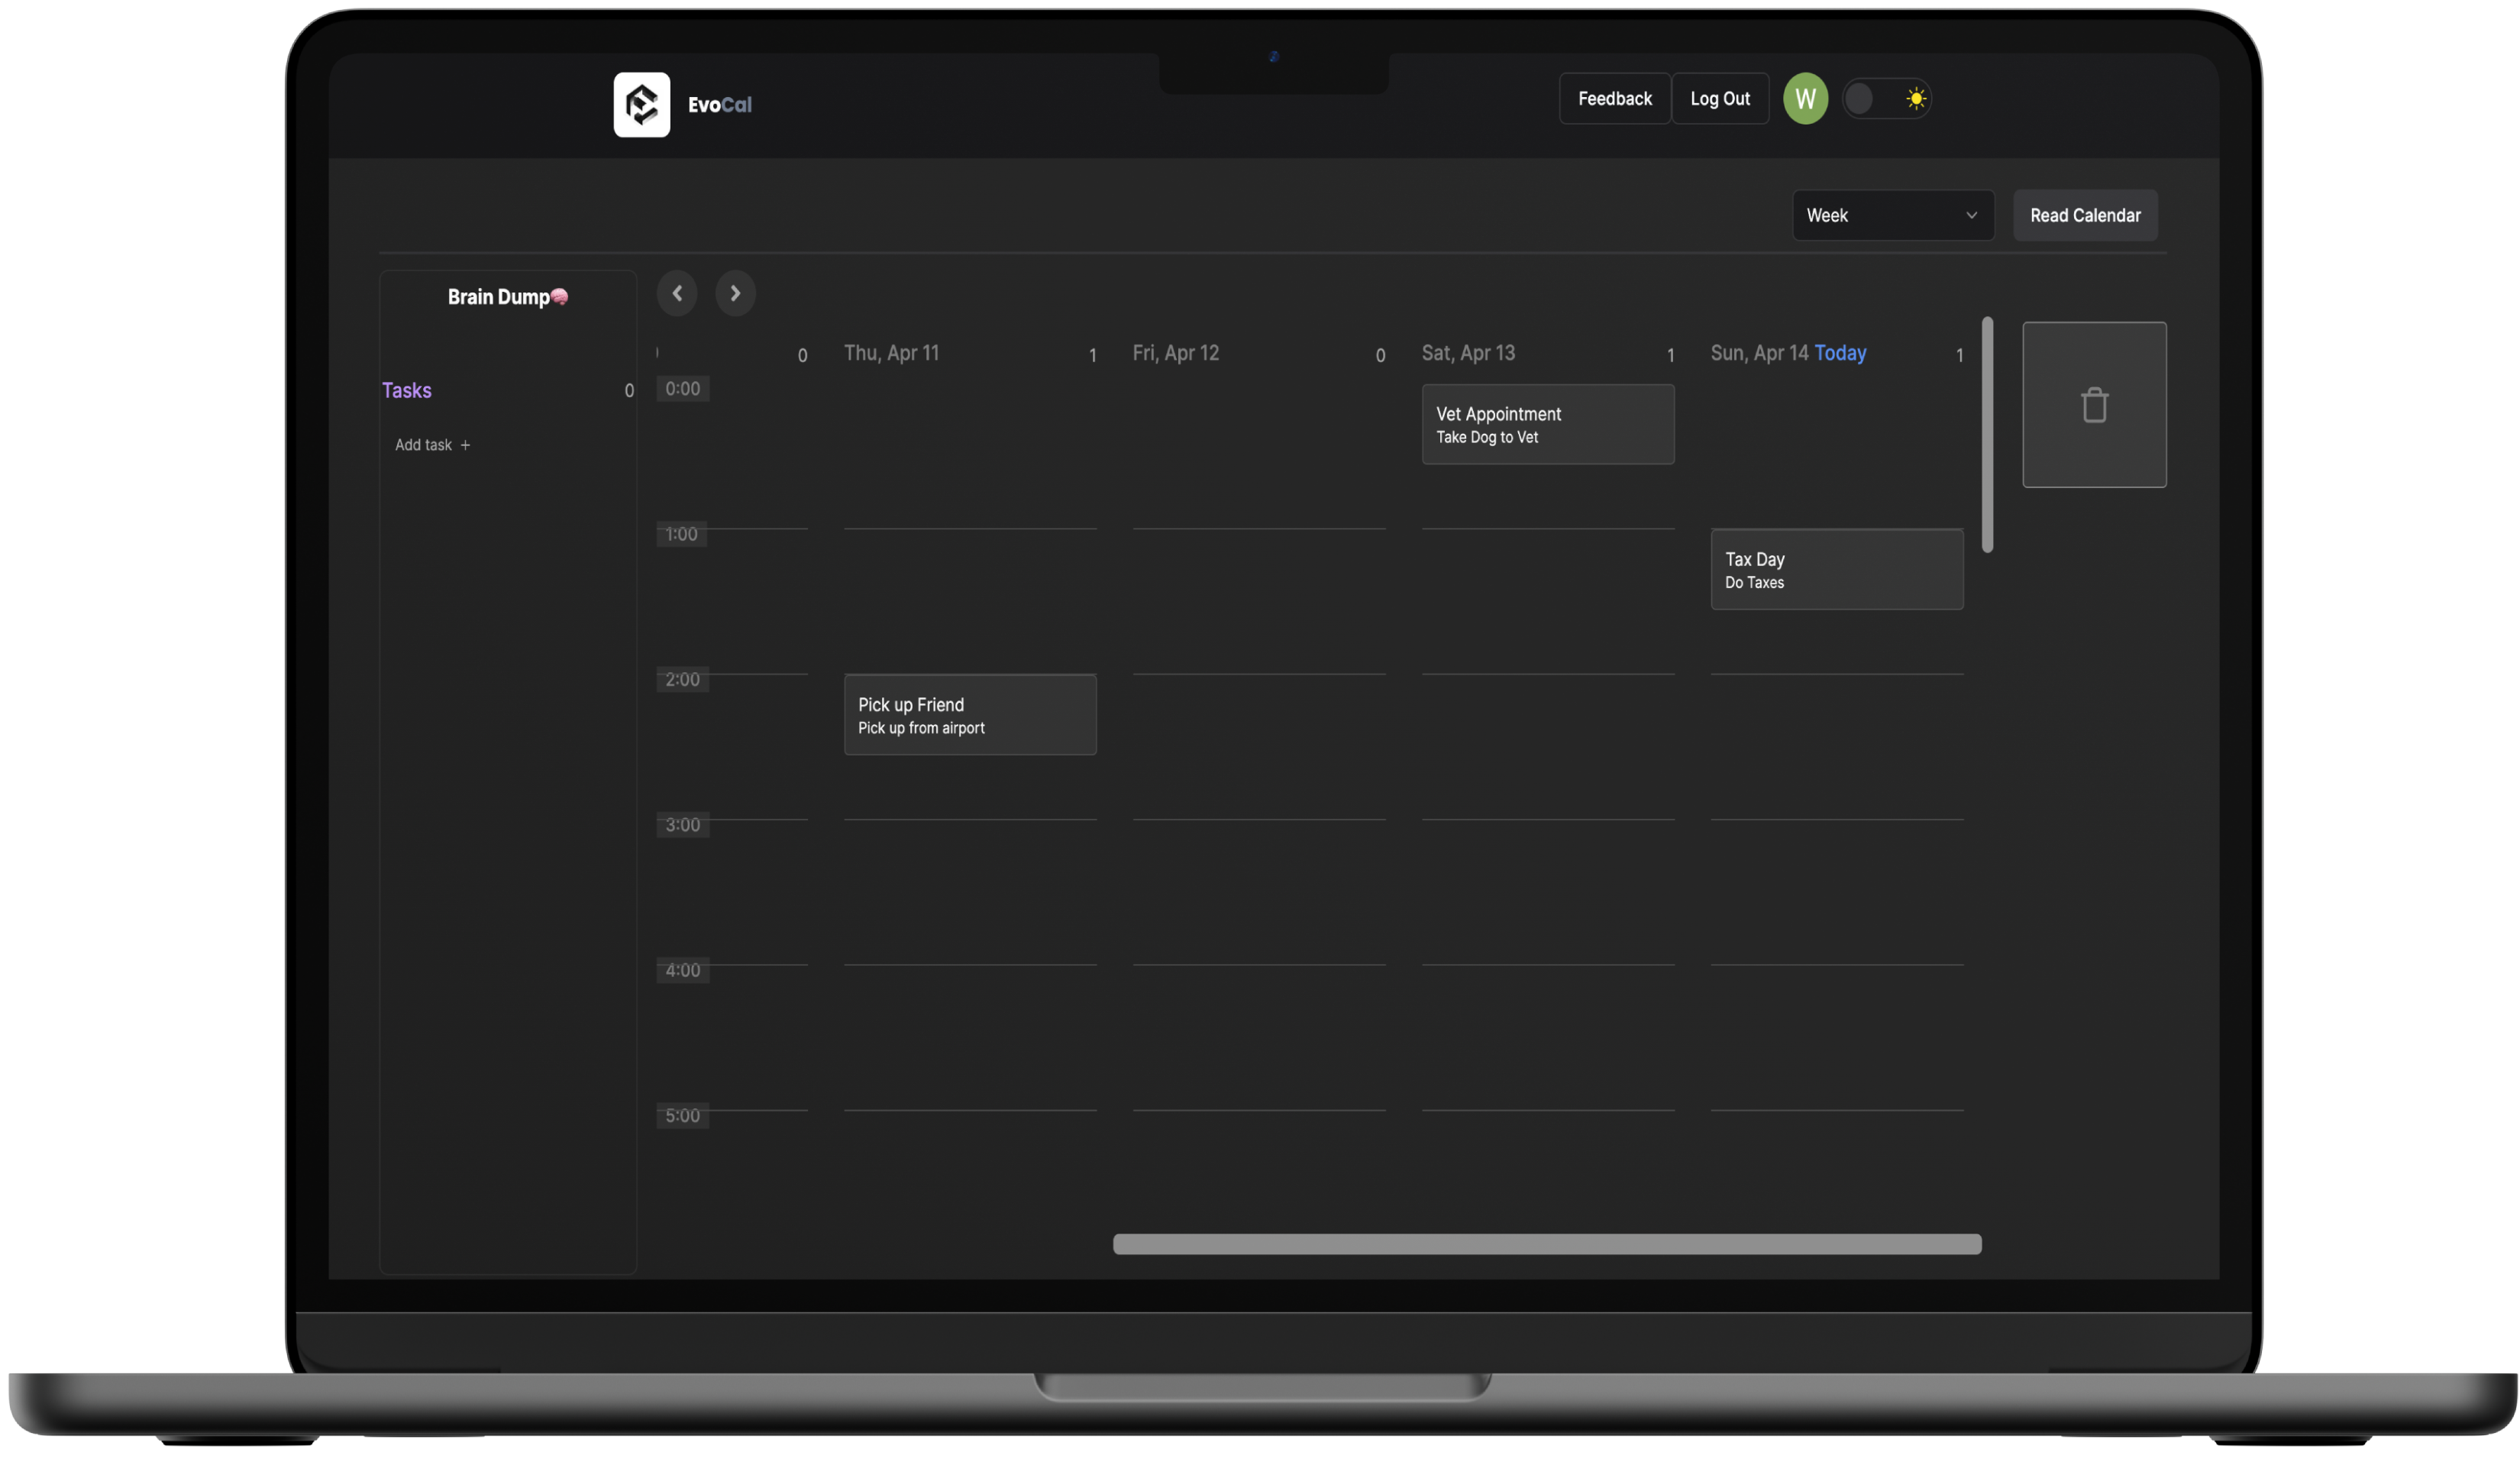 EvoCal
Feedback
Log Out
W
Week
Read Calendar
Brain Dump🧠
Tasks 0
Add task +
0
Thu, Apr 11 1
Fri, Apr 12 0
Sat, Apr 13 1
Sun, Apr 14 Today 1
0:00
Vet Appointment
Take Dog to Vet
1:00
Tax Day
Do Taxes
2:00
Pick up Friend
Pick up from airport
3:00
4:00
5:00